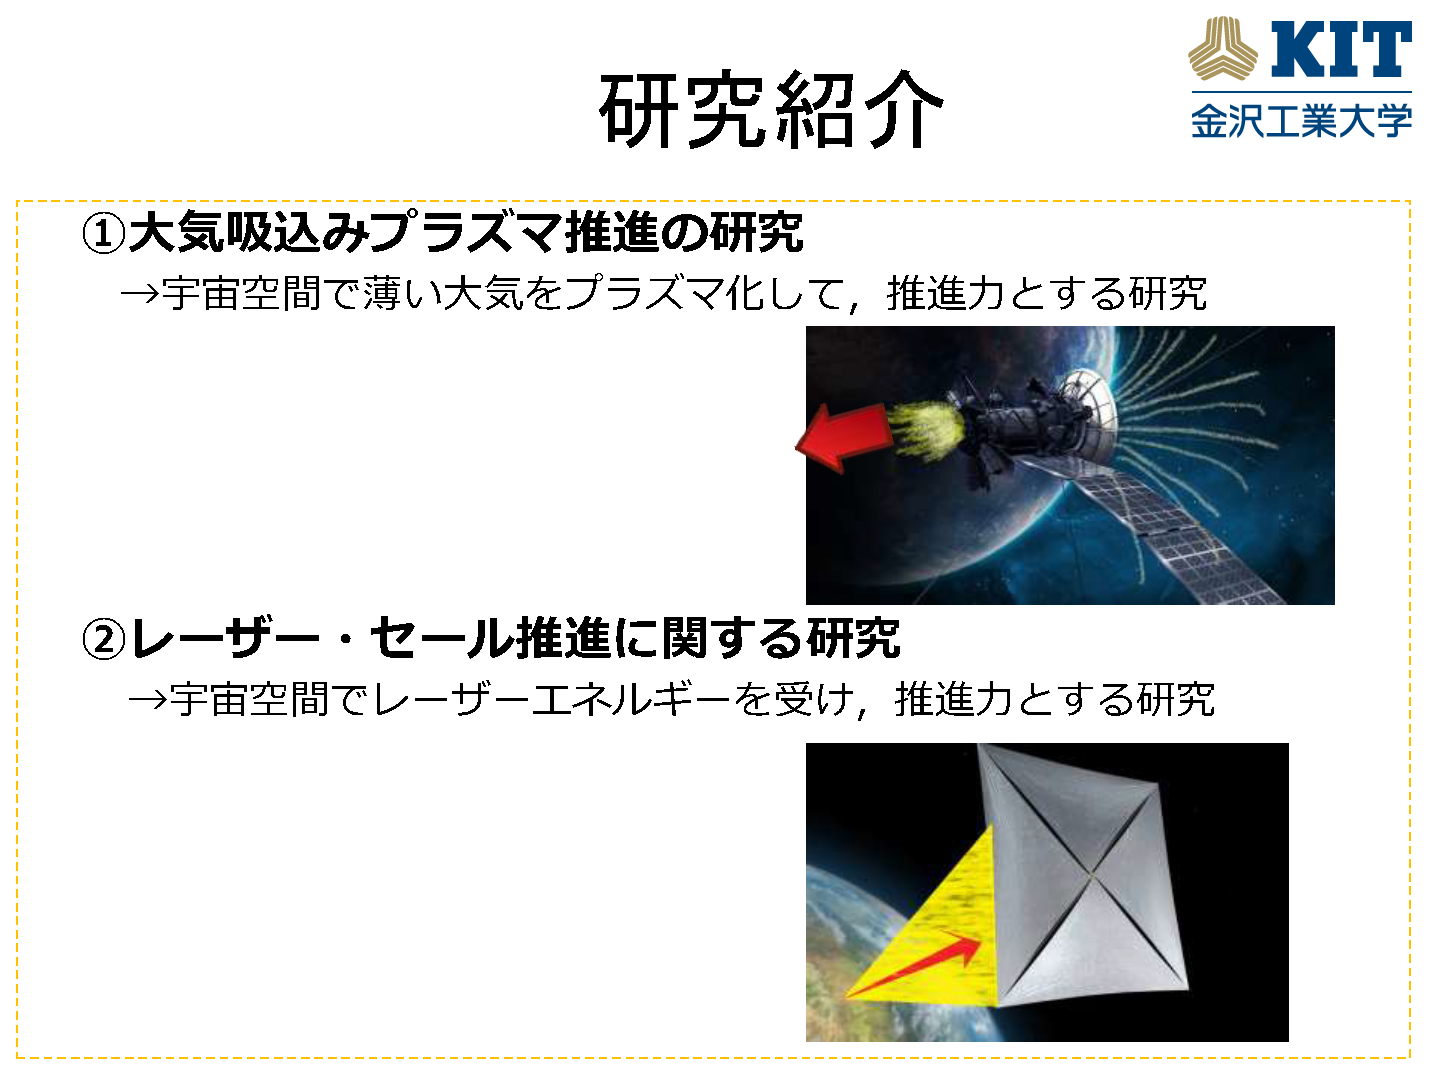 研究紹介
KIT
金沢工業大学
①大気吸込みプラズマ推進の研究
→宇宙空間で薄い大気をプラズマ化して，推進力とする研究
②レーザー・セール推進に関する研究
→宇宙空間でレーザーエネルギーを受け，推進力とする研究